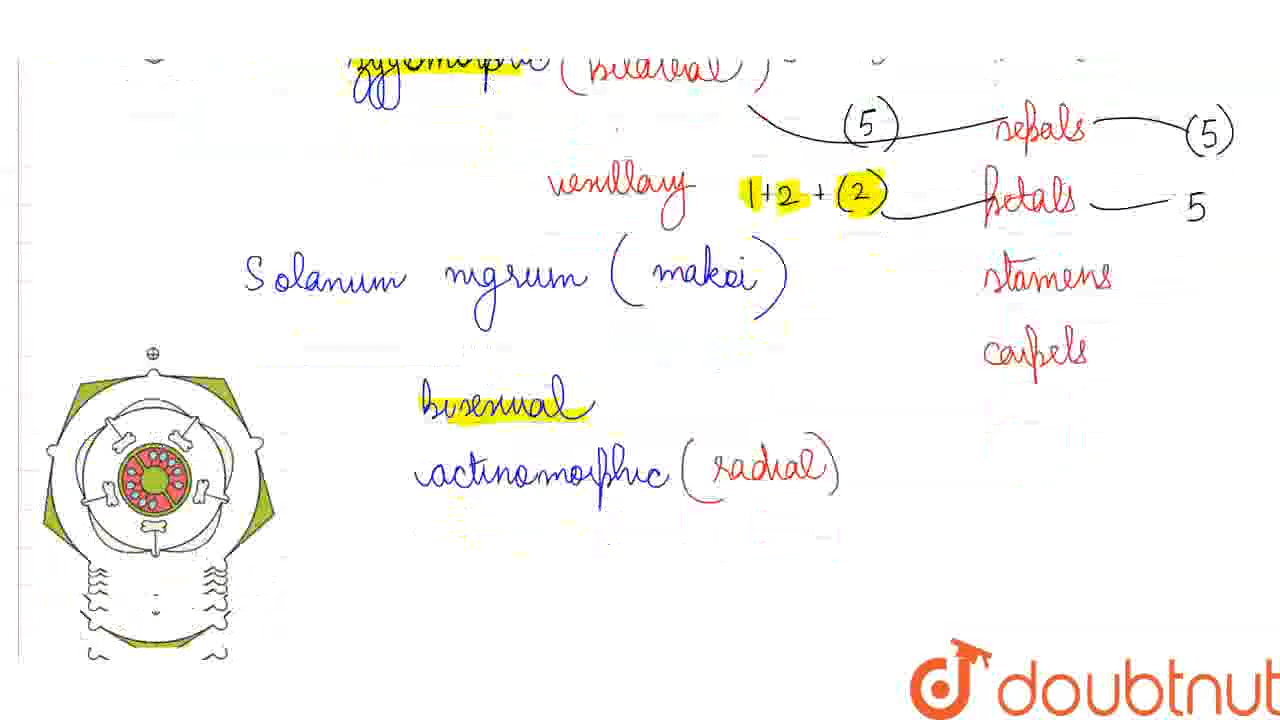 zygomorphic (bilateral)
(5) sepals (5)
vexillary 1+2+(2) petals 5
Solanum nigrum (makoi) stamens
carpels
bisexual
actinomorphic (radial)
doubtnut